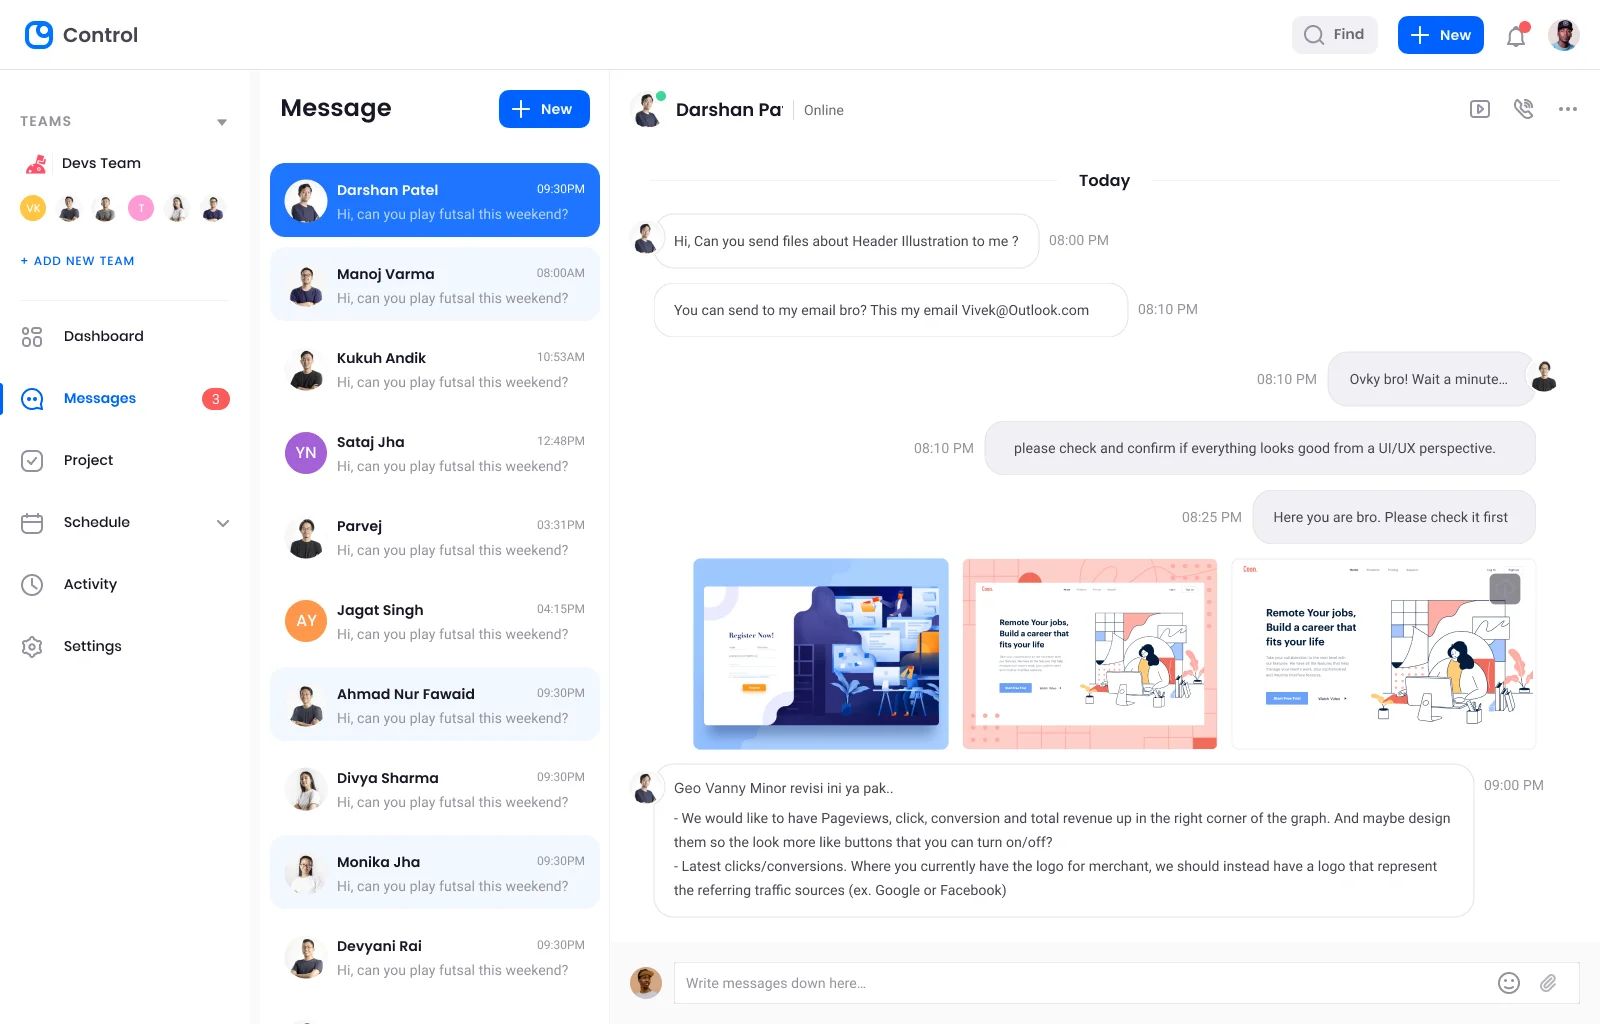 Control
Find
New
TEAMS
Devs Team
VK
T
+ ADD NEW TEAM
Dashboard
Messages
3
Project
Schedule
Activity
Settings
Message
New
Darshan Patel
09:30PM
Hi, can you play futsal this weekend?
Manoj Varma
08:00AM
Hi, can you play futsal this weekend?
Kukuh Andik
10:53AM
Hi, can you play futsal this weekend?
YN
Sataj Jha
12:48PM
Hi, can you play futsal this weekend?
Parvej
03:31PM
Hi, can you play futsal this weekend?
AY
Jagat Singh
04:15PM
Hi, can you play futsal this weekend?
Ahmad Nur Fawaid
09:30PM
Hi, can you play futsal this weekend?
Divya Sharma
09:30PM
Hi, can you play futsal this weekend?
Monika Jha
09:30PM
Hi, can you play futsal this weekend?
Devyani Rai
09:30PM
Hi, can you play futsal this weekend?
Darshan Pa
Online
Today
Hi, Can you send files about Header Illustration to me ?
08:00 PM
You can send to my email bro? This my email Vivek@Outlook.com
08:10 PM
08:10 PM
Ovky bro! Wait a minute...
08:10 PM
please check and confirm if everything looks good from a UI/UX perspective.
08:25 PM
Here you are bro. Please check it first
Register Now!
Remote Your jobs,
Build a career that
fits your life
Start Free Trial
Watch Video
Remote Your jobs,
Build a career that
fits your life
Start Free Trial
Watch Video
Geo Vanny Minor revisi ini ya pak..
09:00 PM
- We would like to have Pageviews, click, conversion and total revenue up in the right corner of the graph. And maybe design
them so the look more like buttons that you can turn on/off?
- Latest clicks/conversions. Where you currently have the logo for merchant, we should instead have a logo that represent
the referring traffic sources (ex. Google or Facebook)
Write messages down here...